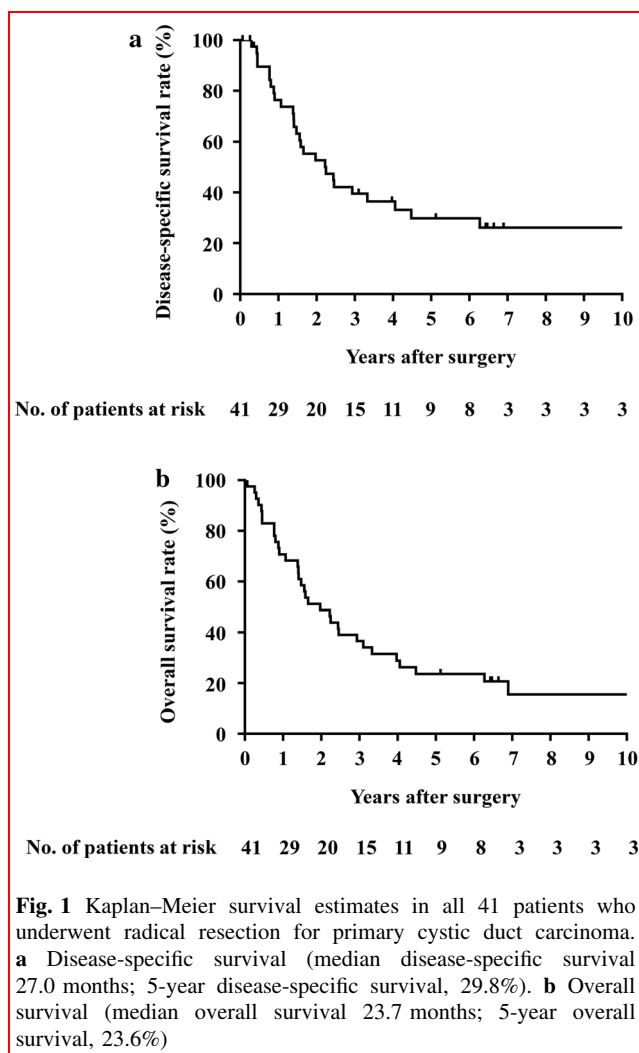 a
Disease-specific survival rate (%)
100
80
60
40
20
0
0 1 2 3 4 5 6 7 8 9 10
Years after surgery
No. of patients at risk 41 29 20 15 11 9 8 3 3 3 3
b
Overall survival rate (%)
100
80
60
40
20
0
0 1 2 3 4 5 6 7 8 9 10
Years after surgery
No. of patients at risk 41 29 20 15 11 9 8 3 3 3 3
Fig. 1 Kaplan–Meier survival estimates in all 41 patients who
underwent radical resection for primary cystic duct carcinoma.
a Disease-specific survival (median disease-specific survival
27.0 months; 5-year disease-specific survival, 29.8%). b Overall
survival (median overall survival 23.7 months; 5-year overall
survival, 23.6%)